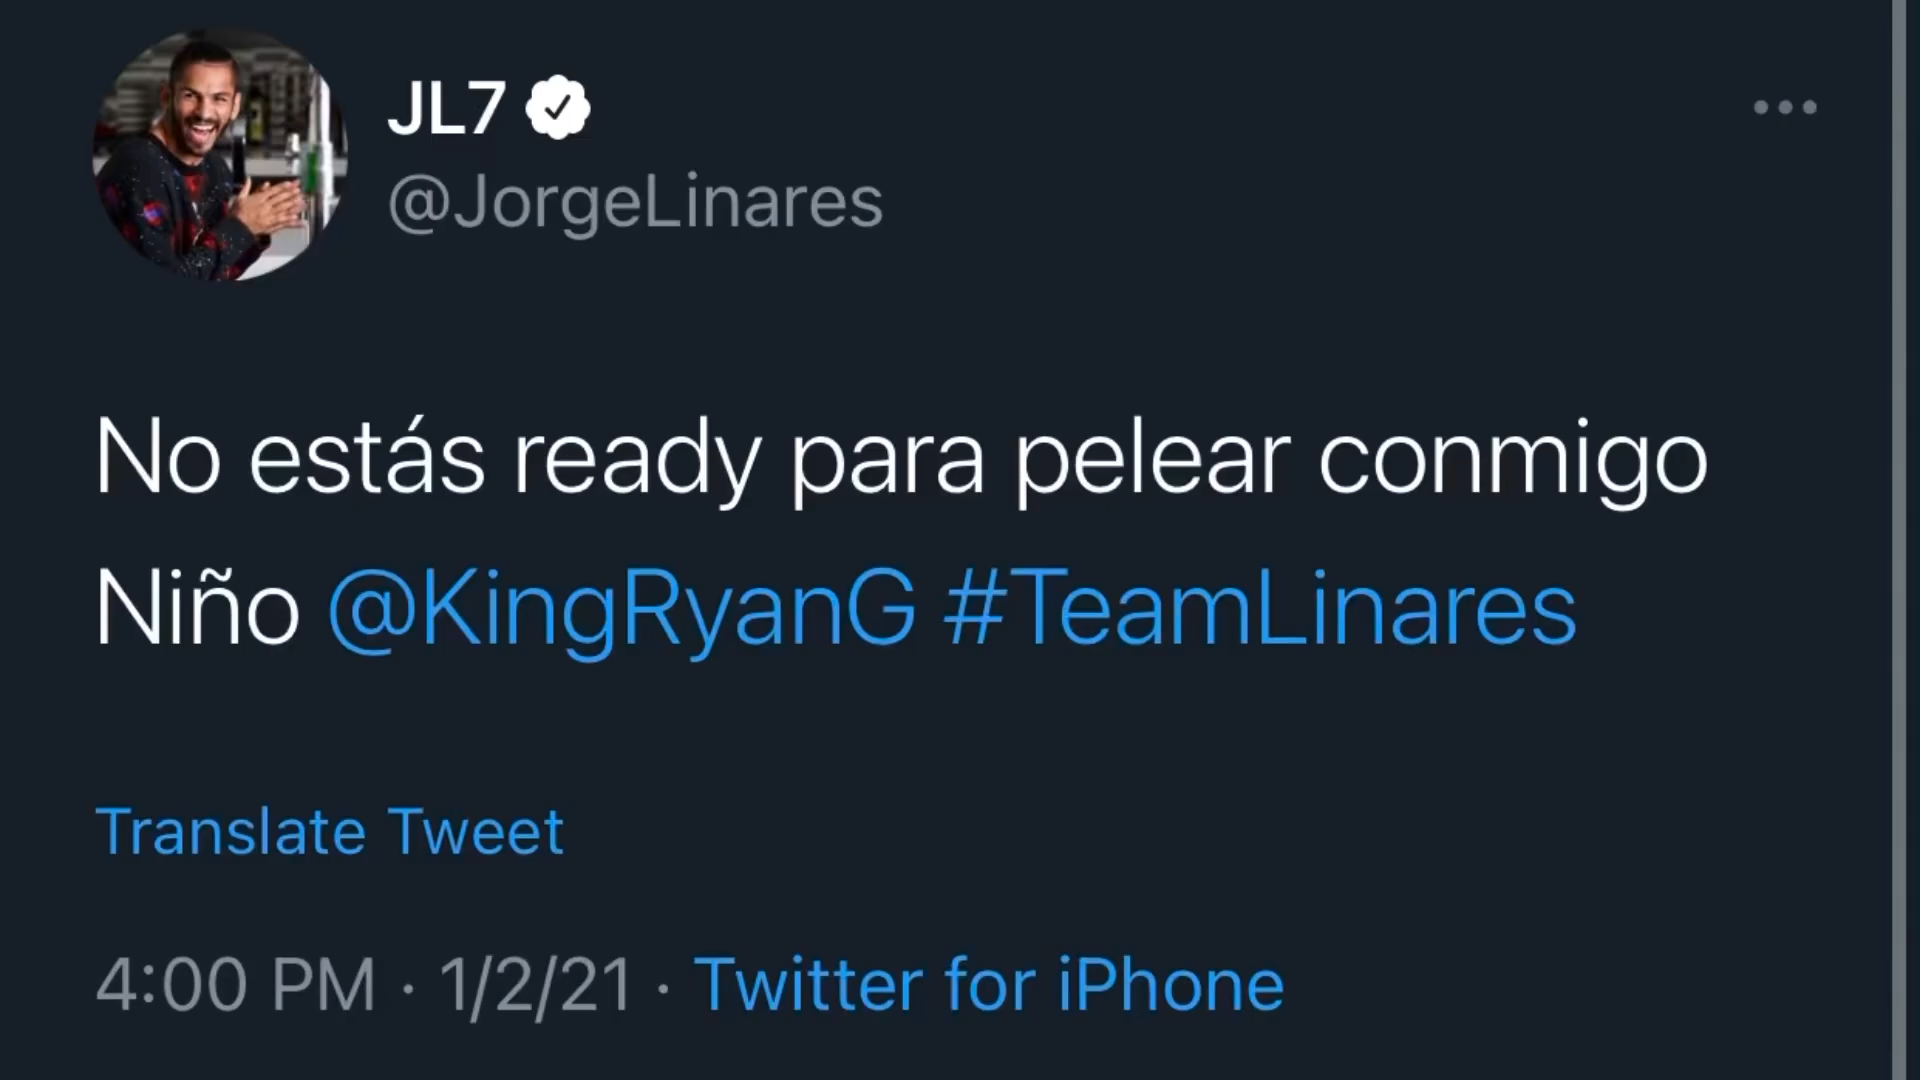 JL7
@JorgeLinares
No estás ready para pelear conmigo
Niño @KingRyanG #TeamLinares
Translate Tweet
4:00 PM · 1/2/21 · Twitter for iPhone